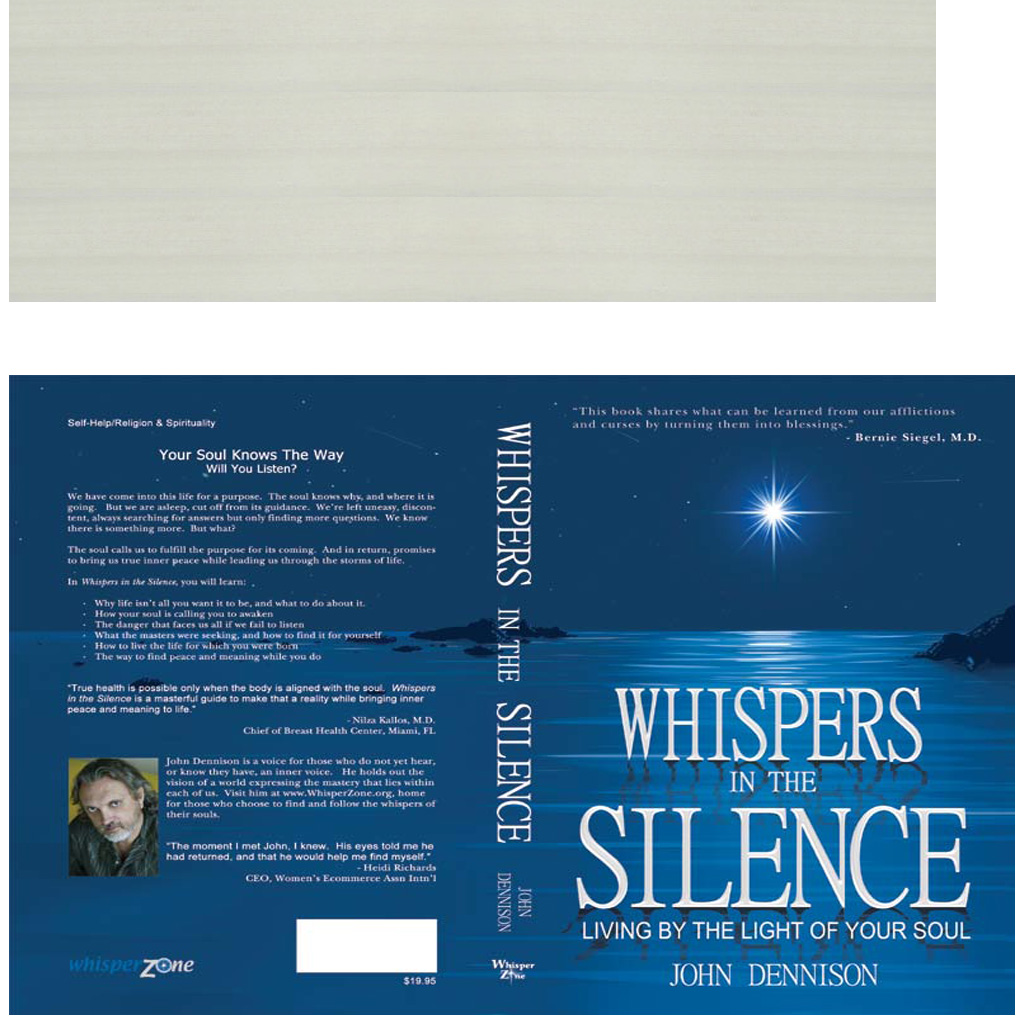 Self-Help/Religion & Spirituality
Your Soul Knows The Way
Will You Listen?
We have come into this life for a purpose. The soul knows why, and where it is
going. But we are asleep, cut off from its guidance. We're left uneasy, discon-
tent, always searching for answers but only finding more questions. We know
there is something more. But what?
The soul calls us to fulfill the purpose for its coming. And in return, promises
to bring us true inner peace while leading us through the storms of life.
In Whispers in the Silence, you will learn:
- Why life isn't all you want it to be, and what to do about it.
- How your soul is calling you to awaken
- The danger that faces us all if we fail to listen
- What the masters were seeking, and how to find it for yourself
- How to live the life for which you were born
- The way to find peace and meaning while you do
"True health is possible only when the body is aligned with the soul. Whispers
in the Silence is a masterful guide to make that a reality while bringing inner
peace and meaning to life."
- Nilza Kallos, M.D.
Chief of Breast Health Center, Miami, FL
John Dennison is a voice for those who do not yet hear,
or know they have, an inner voice. He holds out the
vision of a world expressing the mastery that lies within
each of us. Visit him at www.WhisperZone.org, home
for those who choose to find and follow the whispers of
their souls.
"The moment I met John, I knew. His eyes told me he
had returned, and that he would help me find myself."
- Heidi Richards
CEO, Women's Ecommerce Assn Intn'l
whisperZone
$19.95
WHISPERS IN THE SILENCE
JOHN
DENNISON
Whisper
Zone
"This book shares what can be learned from our afflictions
and curses by turning them into blessings."
- Bernie Siegel, M.D.
WHISPERS
IN THE
SILENCE
LIVING BY THE LIGHT OF YOUR SOUL
JOHN DENNISON